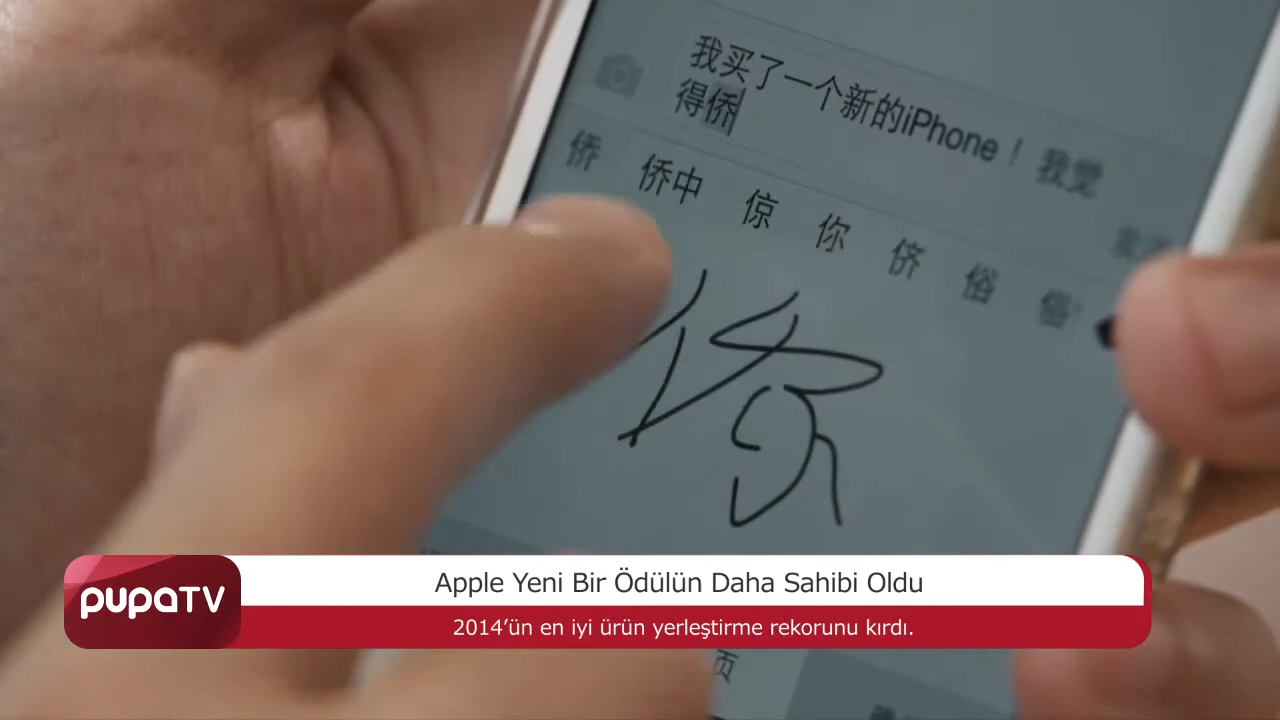 我买了一个新的iPhone！我觉
得侨
侨 侨中 惊 你 侪 俗
pupaTV
Apple Yeni Bir Ödülün Daha Sahibi Oldu
2014’ün en iyi ürün yerleştirme rekorunu kırdı.
页